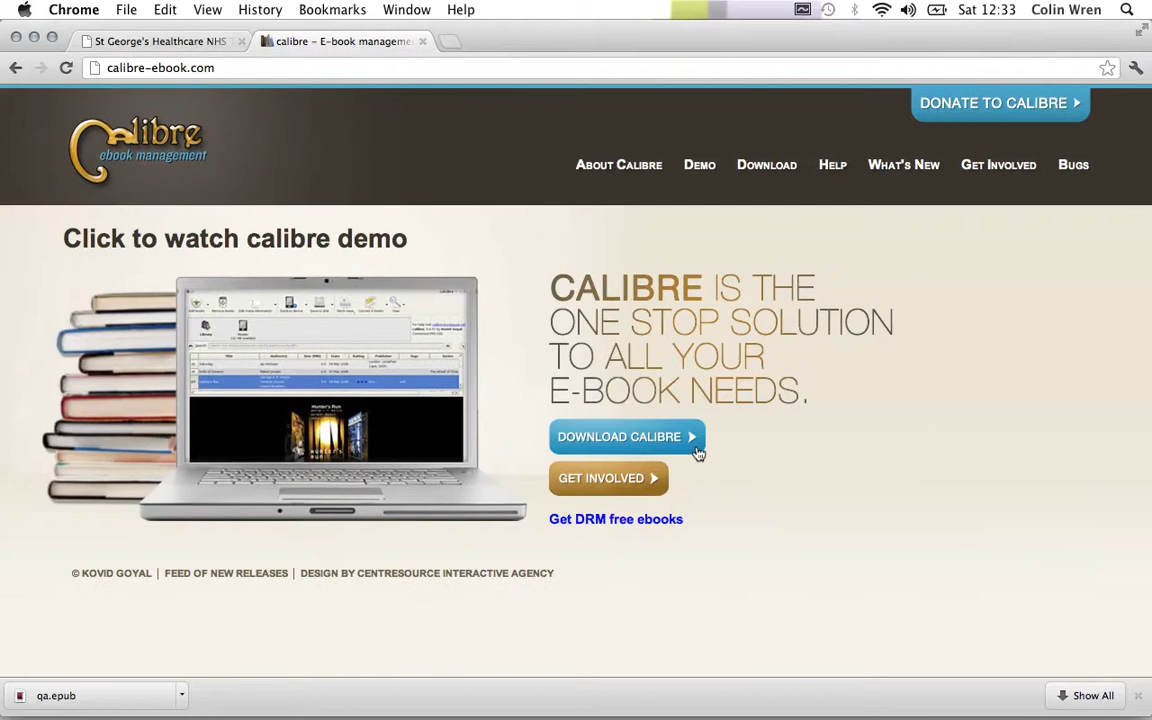 Chrome File Edit View History Bookmarks Window Help Sat 12:33 Colin Wren
St George's Healthcare NHS T
calibre – E-book manageme
calibre-ebook.com
DONATE TO CALIBRE
Calibre
ebook management
ABOUT CALIBRE DEMO DOWNLOAD HELP WHAT'S NEW GET INVOLVED BUGS
Click to watch calibre demo
CALIBRE IS THE
ONE STOP SOLUTION
TO ALL YOUR
E-BOOK NEEDS.
DOWNLOAD CALIBRE
GET INVOLVED
Get DRM free ebooks
© KOVID GOYAL | FEED OF NEW RELEASES | DESIGN BY CENTRESOURCE INTERACTIVE AGENCY
qa.epub
Show All